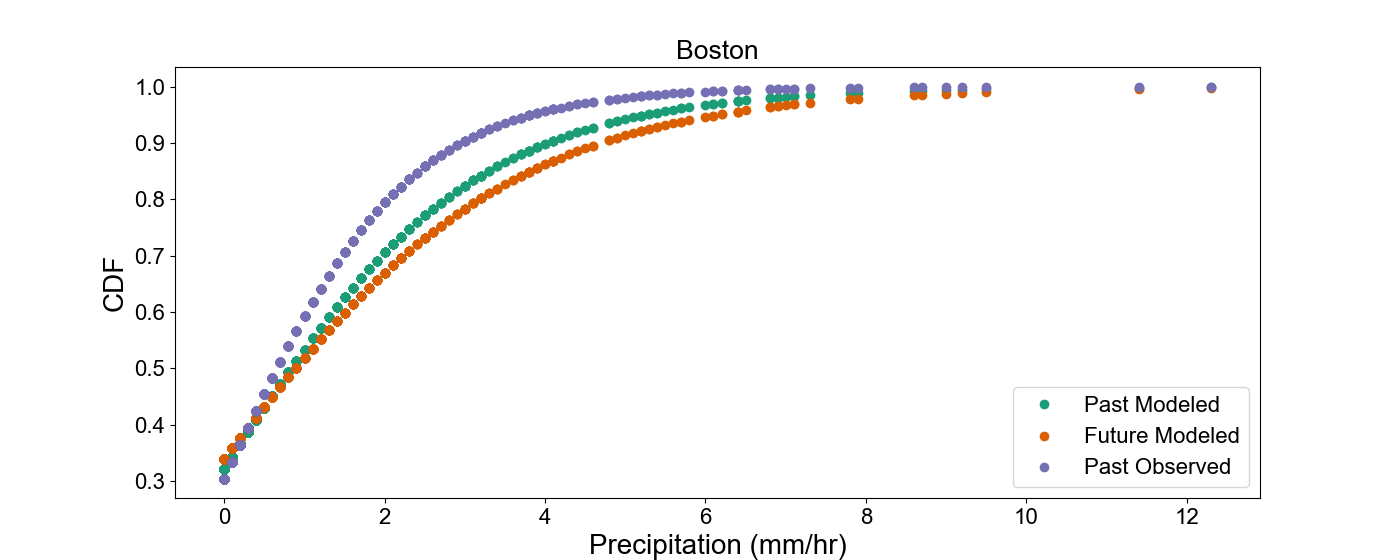 Boston
CDF
1.0
0.9
0.8
0.7
0.6
0.5
0.4
0.3
Past Modeled
Future Modeled
Past Observed
0 2 4 6 8 10 12
Precipitation (mm/hr)